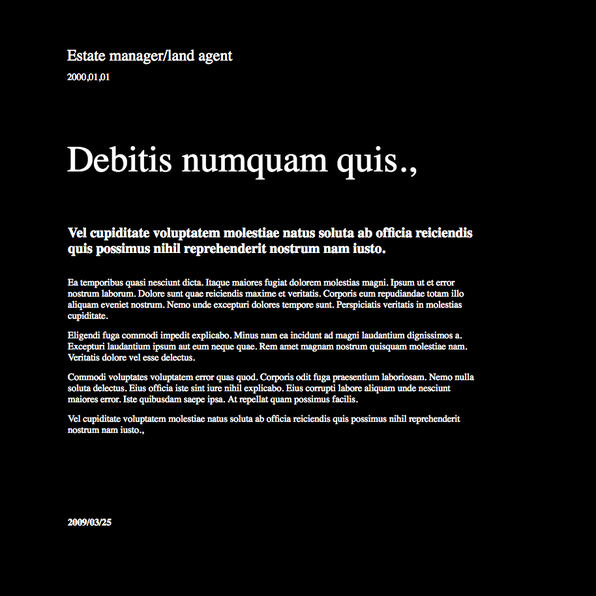 Estate manager/land agent
2000,01,01
Debitis numquam quis.,
Vel cupiditate voluptatem molestiae natus soluta ab officia reiciendis
quis possimus nihil reprehenderit nostrum nam iusto.
Ea temporibus quasi nesciunt dicta. Itaque maiores fugiat dolorem molestias magni. Ipsum ut et error
nostrum laborum. Dolore sunt quae reiciendis maxime et veritatis. Corporis eum repudiandae totam illo
aliquam eveniet nostrum. Nemo unde excepturi dolores tempore sunt. Perspiciatis veritatis in molestias
cupiditate.
Eligendi fuga commodi impedit explicabo. Minus nam ea incidunt ad magni laudantium dignissimos a.
Excepturi laudantium ipsum aut eum neque quae. Rem amet magnam nostrum quisquam molestiae nam.
Veritatis dolore vel esse delectus.
Commodi voluptates voluptatem error quas quod. Corporis odit fuga praesentium laboriosam. Nemo nulla
soluta delectus. Eius officia iste sint iure nihil explicabo. Eius corrupti labore aliquam unde nesciunt
maiores error. Iste quibusdam saepe ipsa. At repellat quam possimus facilis.
Vel cupiditate voluptatem molestiae natus soluta ab officia reiciendis quis possimus nihil reprehenderit
nostrum nam iusto.,
2009/03/25